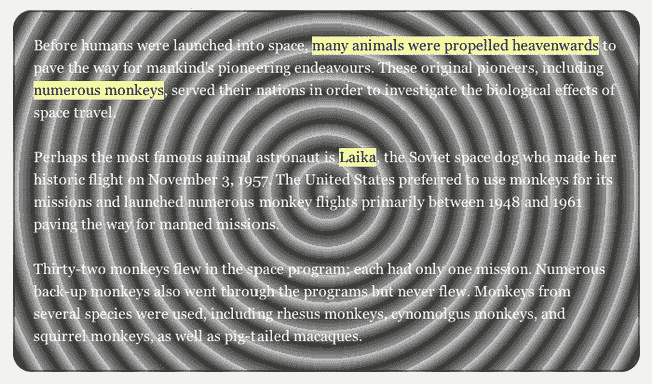 Before humans were launched into space, many animals were propelled heavenwards to
pave the way for mankind's pioneering endeavours. These original pioneers, including
numerous monkeys, served their nations in order to investigate the biological effects of
space travel.
Perhaps the most famous animal astronaut is Laika, the Soviet space dog who made her
historic flight on November 3, 1957. The United States preferred to use monkeys for its
missions and launched numerous monkey flights primarily between 1948 and 1961
paving the way for manned missions.
Thirty-two monkeys flew in the space program; each had only one mission. Numerous
back-up monkeys also went through the programs but never flew. Monkeys from
several species were used, including rhesus monkeys, cynomolgus monkeys, and
squirrel monkeys, as well as pig-tailed macaques.